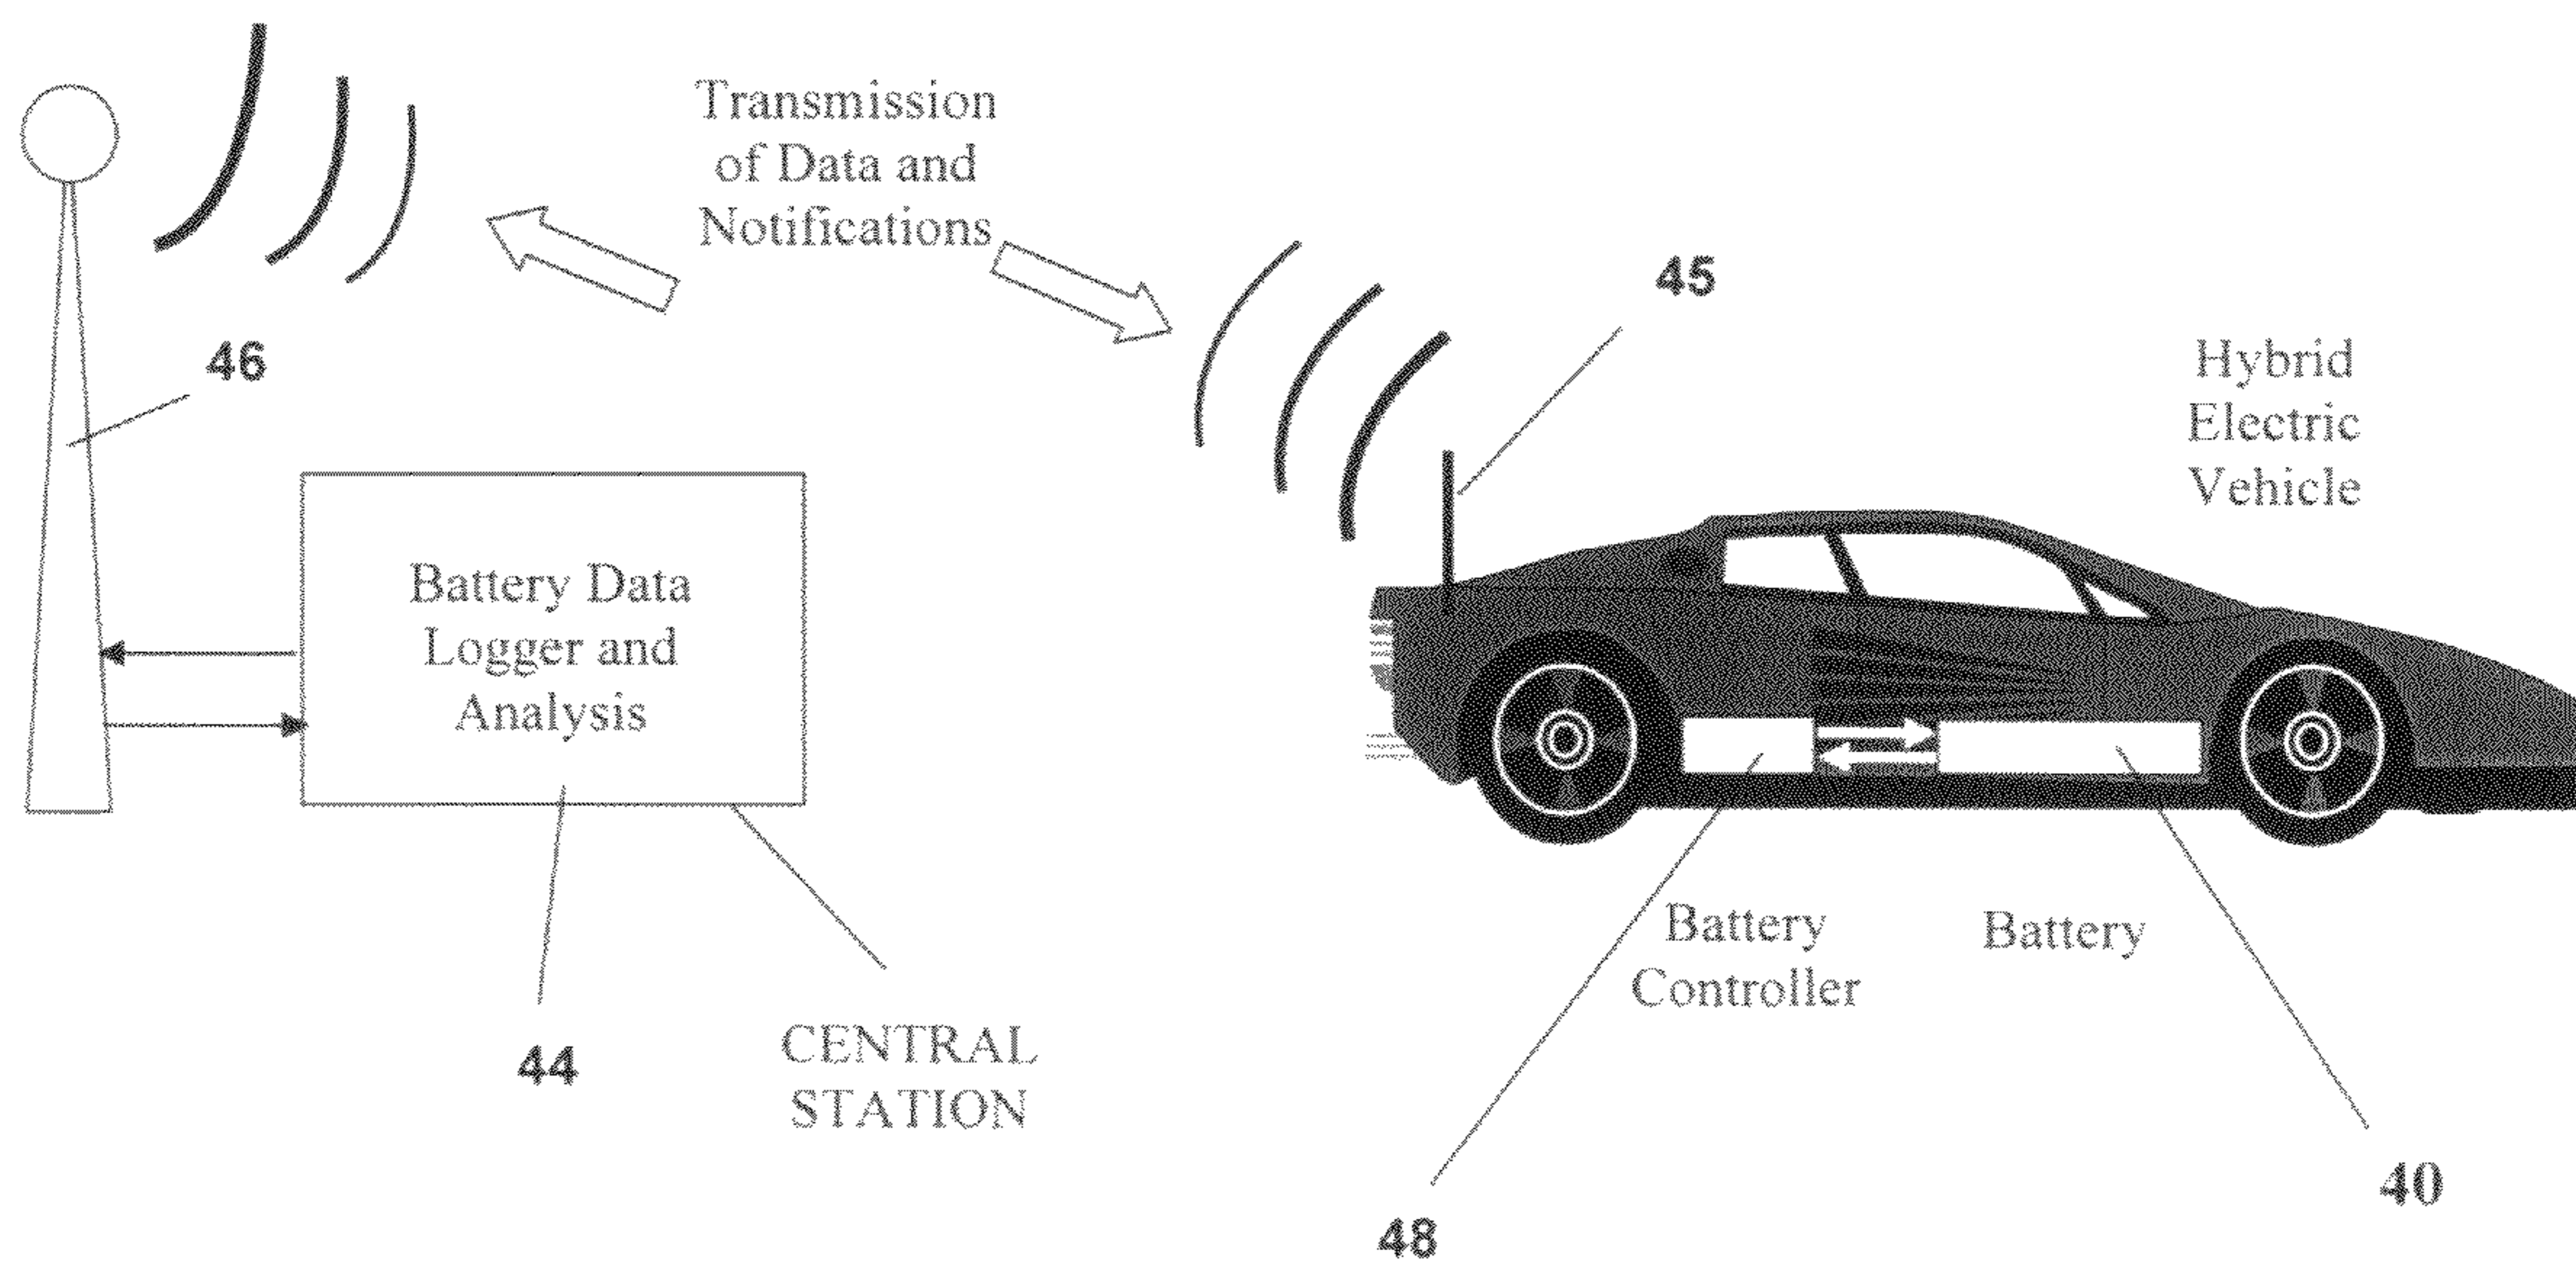 Transmission
of Data and
Notifications
45
46
Hybrid
Electric
Vehicle
Battery Data
Logger and
Analysis
Battery
Controller
Battery
44
CENTRAL
STATION
48
40